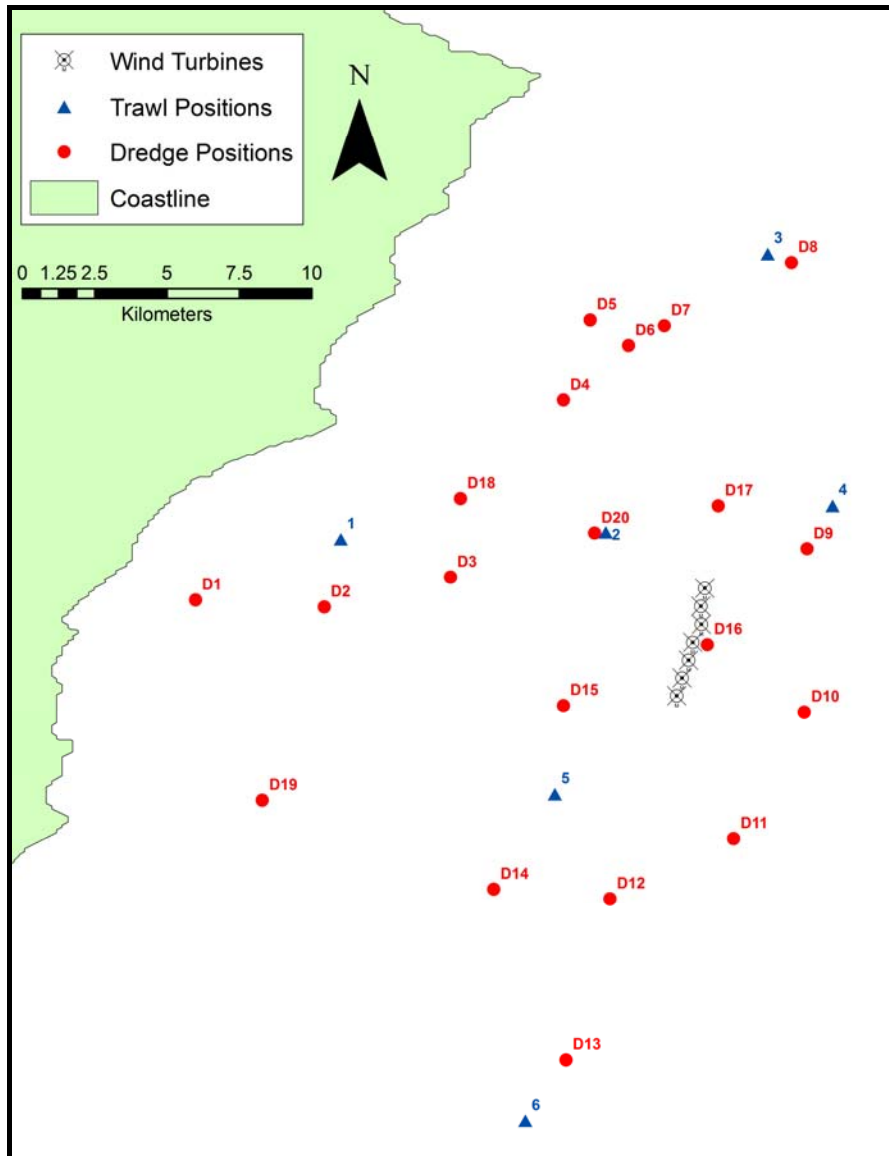 Wind Turbines
Trawl Positions
Dredge Positions
Coastline
N
0 1.25 2.5 5 7.5 10
Kilometers
3
D8
D5
D7
D6
D4
D18
D17
4
1
D20
2
D9
D3
D1
D2
D16
D15
D10
5
D19
D11
D14
D12
D13
6